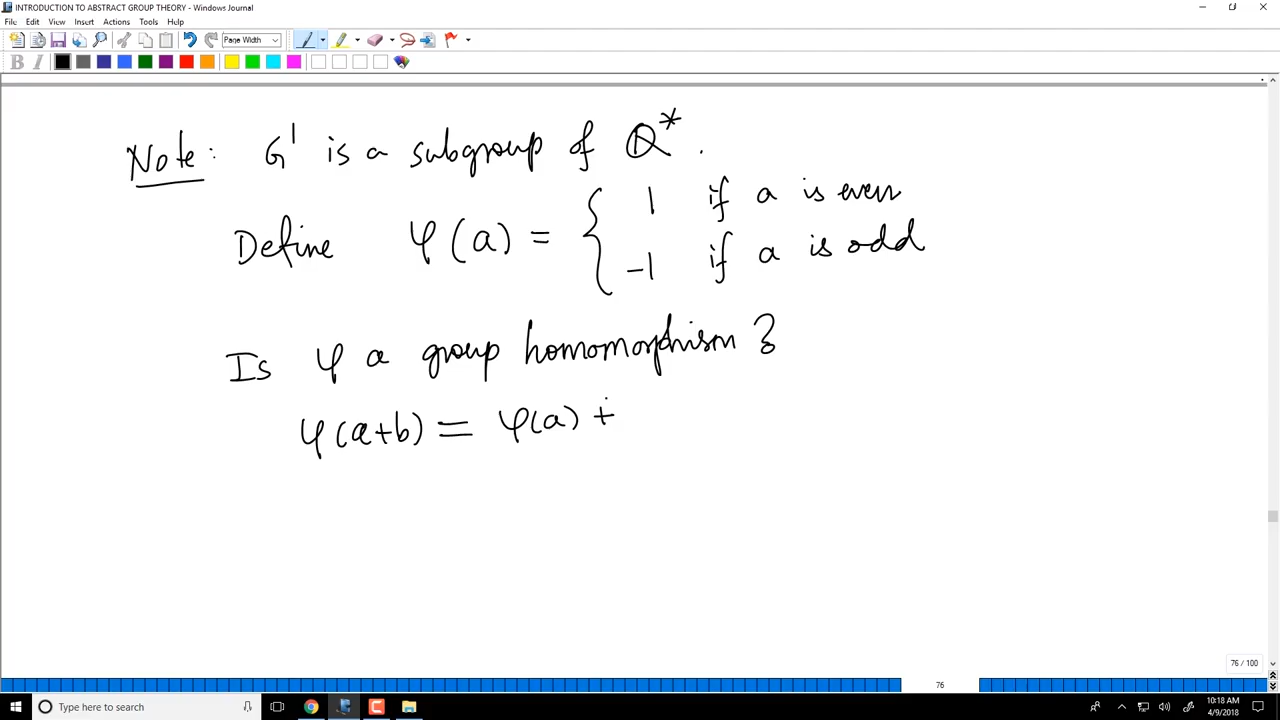 INTRODUCTION TO ABSTRACT GROUP THEORY - Windows Journal
File Edit View Insert Actions Tools Help
Page Width
B I
Note: G' is a subgroup of Q* .
Define φ(a) = { 1 if a is even
-1 if a is odd
Is φ a group homomorphism ?
φ(a+b) = φ(a) +
76 / 100
76
Type here to search
10:18 AM
4/9/2018